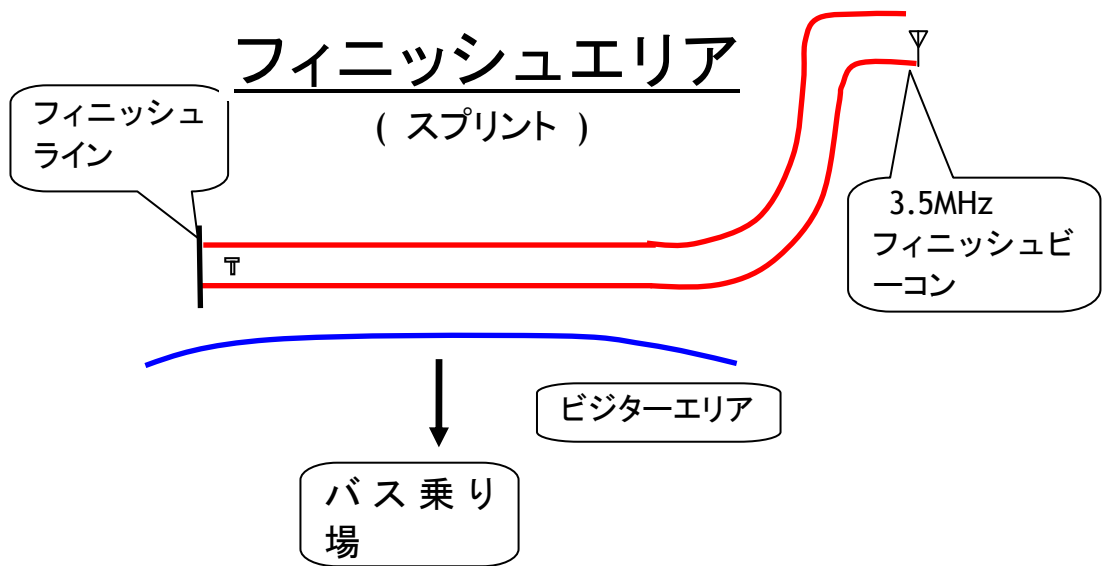 フィニッシュエリア
( スプリント )
フィニッシュ
ライン
3.5MHz
フィニッシュビ
ーコン
ビジターエリア
バス乗り
場